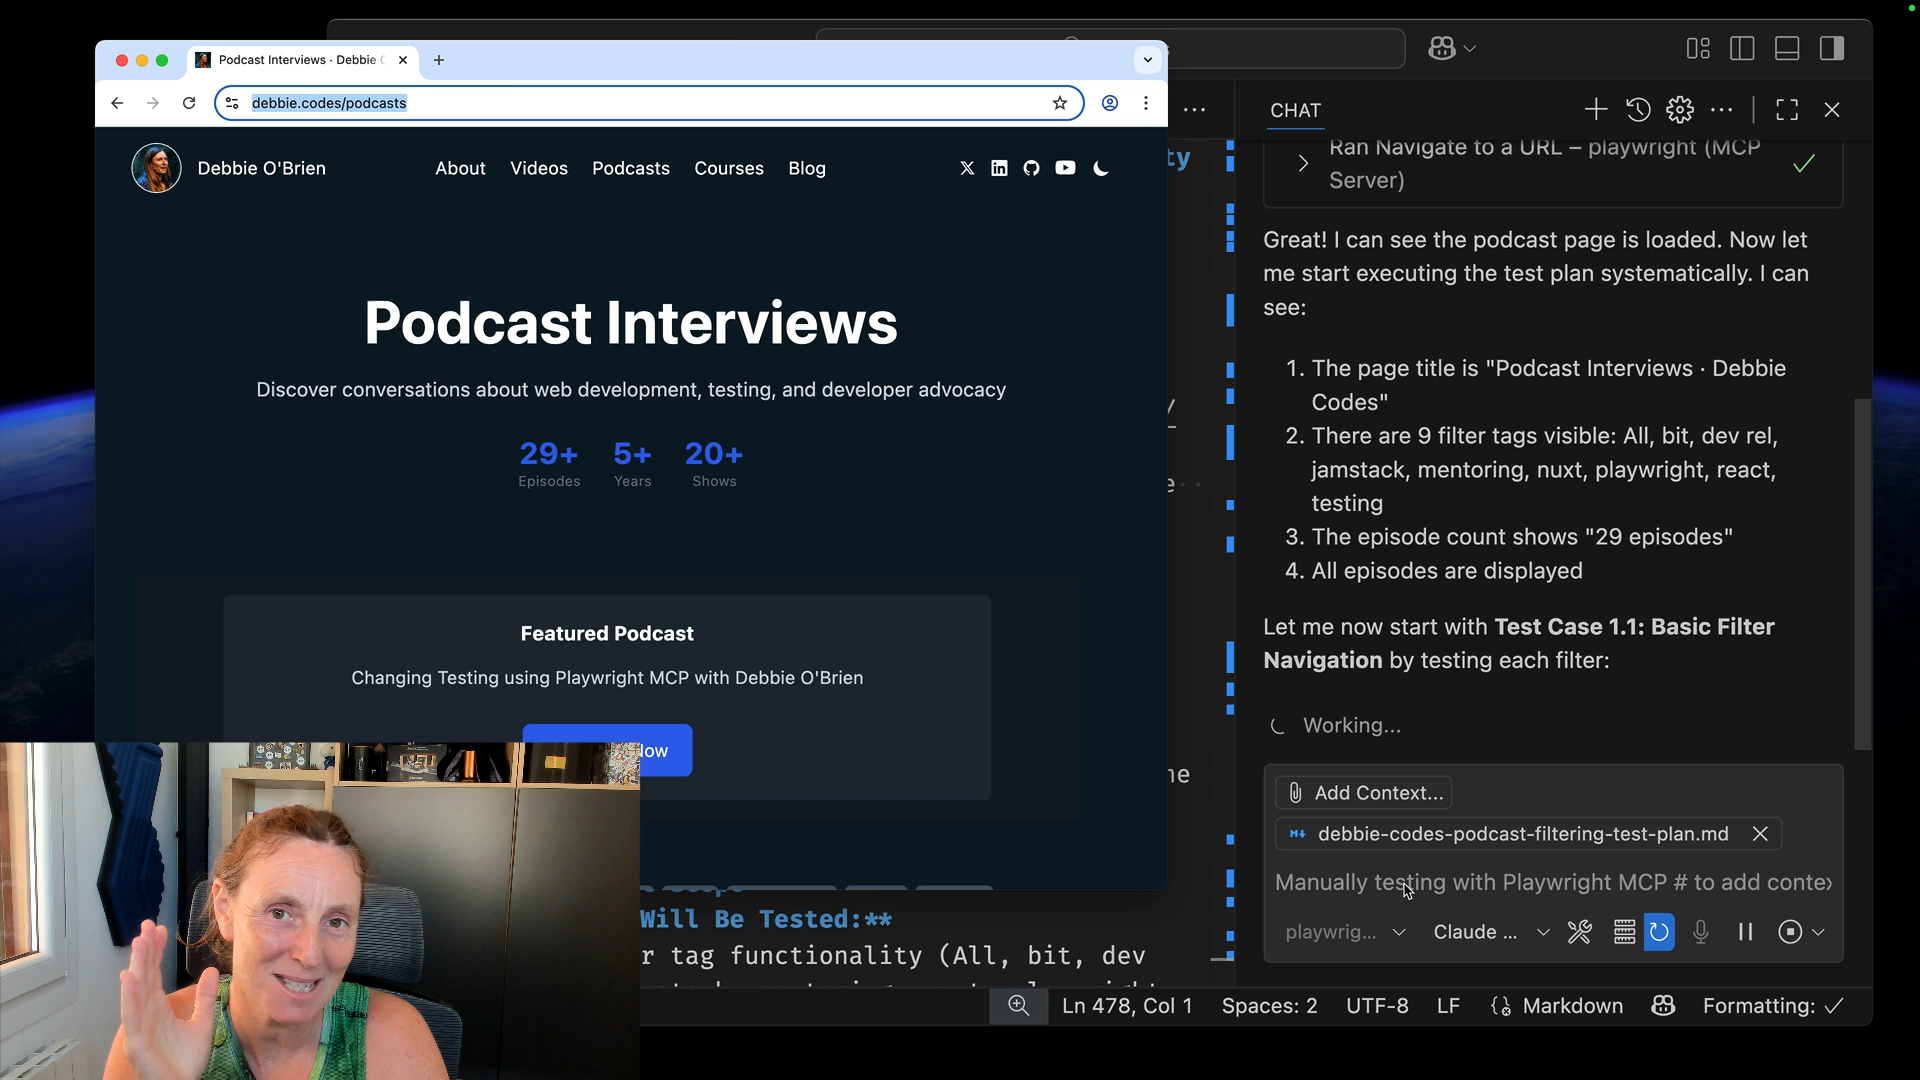 Podcast Interviews · Debbie C
debbie.codes/podcasts
Debbie O'Brien
About
Videos
Podcasts
Courses
Blog
Podcast Interviews
Discover conversations about web development, testing, and developer advocacy
29+
5+
20+
Episodes
Years
Shows
Featured Podcast
Changing Testing using Playwright MCP with Debbie O'Brien
Will Be Tested:**
r tag functionality (All, bit, dev
CHAT
Ran Navigate to a URL – playwright (MCP
Server)
Great! I can see the podcast page is loaded. Now let
me start executing the test plan systematically. I can
see:
1. The page title is "Podcast Interviews · Debbie
Codes"
2. There are 9 filter tags visible: All, bit, dev rel,
jamstack, mentoring, nuxt, playwright, react,
testing
3. The episode count shows "29 episodes"
4. All episodes are displayed
Let me now start with Test Case 1.1: Basic Filter
Navigation by testing each filter:
Working...
Add Context...
debbie-codes-podcast-filtering-test-plan.md
Manually testing with Playwright MCP # to add contex
playwrig...
Claude ...
Ln 478, Col 1
Spaces: 2
UTF-8
LF
Markdown
Formatting: